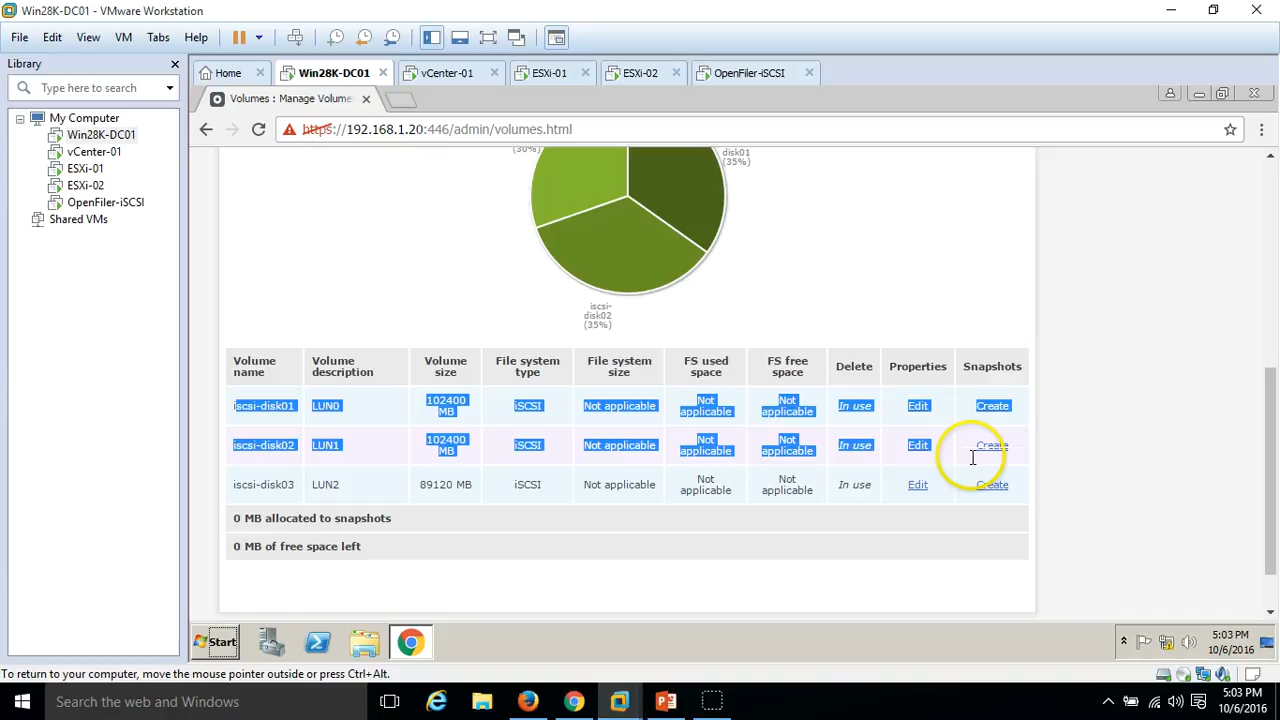 Win28K-DC01 - VMware Workstation
File Edit View VM Tabs Help
Library
Type here to search
My Computer
Win28K-DC01
vCenter-01
ESXi-01
ESXi-02
OpenFiler-iSCSI
Shared VMs
Home Win28K-DC01 vCenter-01 ESXi-01 ESXi-02 OpenFiler-iSCSI
Volumes : Manage Volume
https://192.168.1.20:446/admin/volumes.html
(30%)
disk01
(35%)
iscsi-
disk02
(35%)
Volume name Volume description Volume size File system type File system size FS used space FS free space Delete Properties Snapshots
iscsi-disk01 LUN0 102400 MB iSCSI Not applicable Not applicable Not applicable In use Edit Create
iscsi-disk02 LUN1 102400 MB iSCSI Not applicable Not applicable Not applicable In use Edit Create
iscsi-disk03 LUN2 89120 MB iSCSI Not applicable Not applicable Not applicable In use Edit Create
0 MB allocated to snapshots
0 MB of free space left
Start
5:03 PM
10/6/2016
To return to your computer, move the mouse pointer outside or press Ctrl+Alt.
Search the web and Windows
5:03 PM
10/6/2016